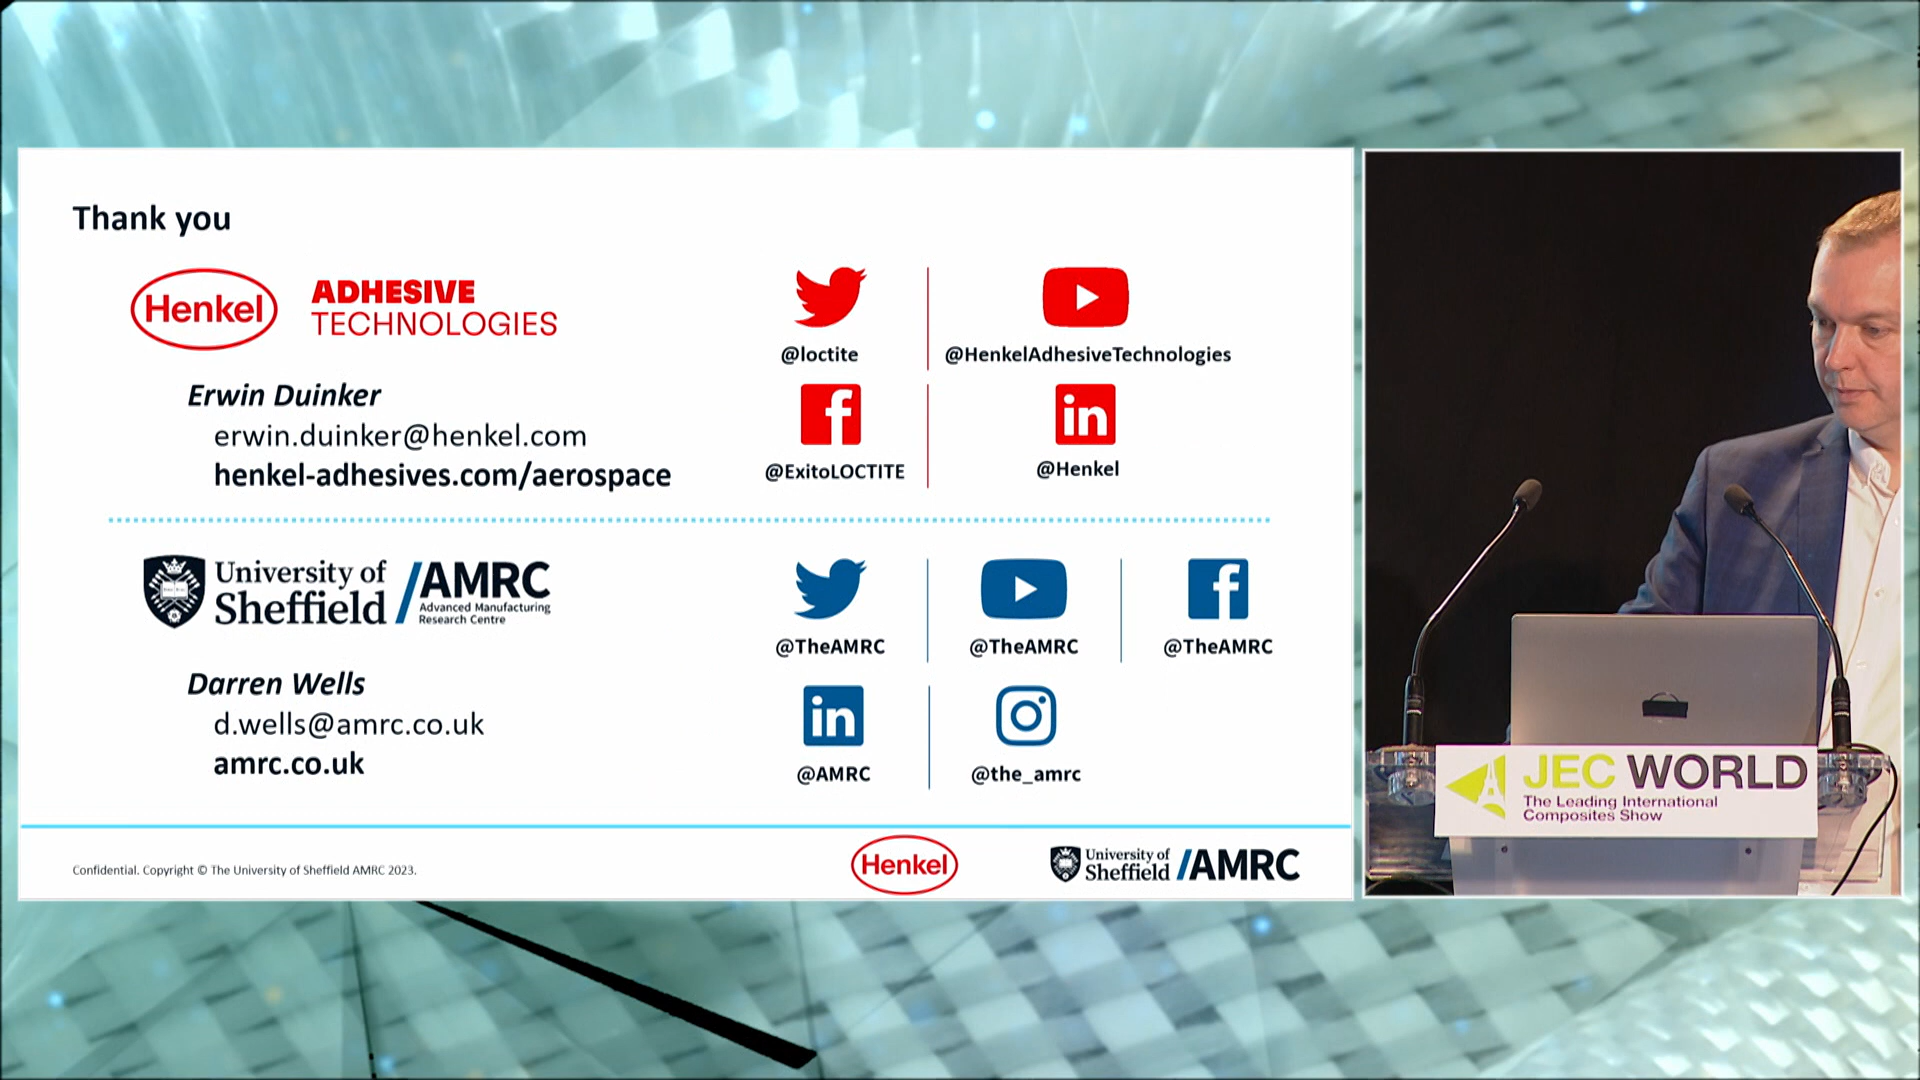 Thank you
Henkel
ADHESIVE
TECHNOLOGIES
@loctite
@HenkelAdhesiveTechnologies
Erwin Duinker
erwin.duinker@henkel.com
henkel-adhesives.com/aerospace
@ExitoLOCTITE
@Henkel
University of
Sheffield
AMRC
Advanced Manufacturing
Research Centre
@TheAMRC
@TheAMRC
@TheAMRC
Darren Wells
d.wells@amrc.co.uk
amrc.co.uk
@AMRC
@the_amrc
Confidential. Copyright © The University of Sheffield AMRC 2023.
Henkel
University of
Sheffield
AMRC
JEC WORLD
The Leading International
Composites Show